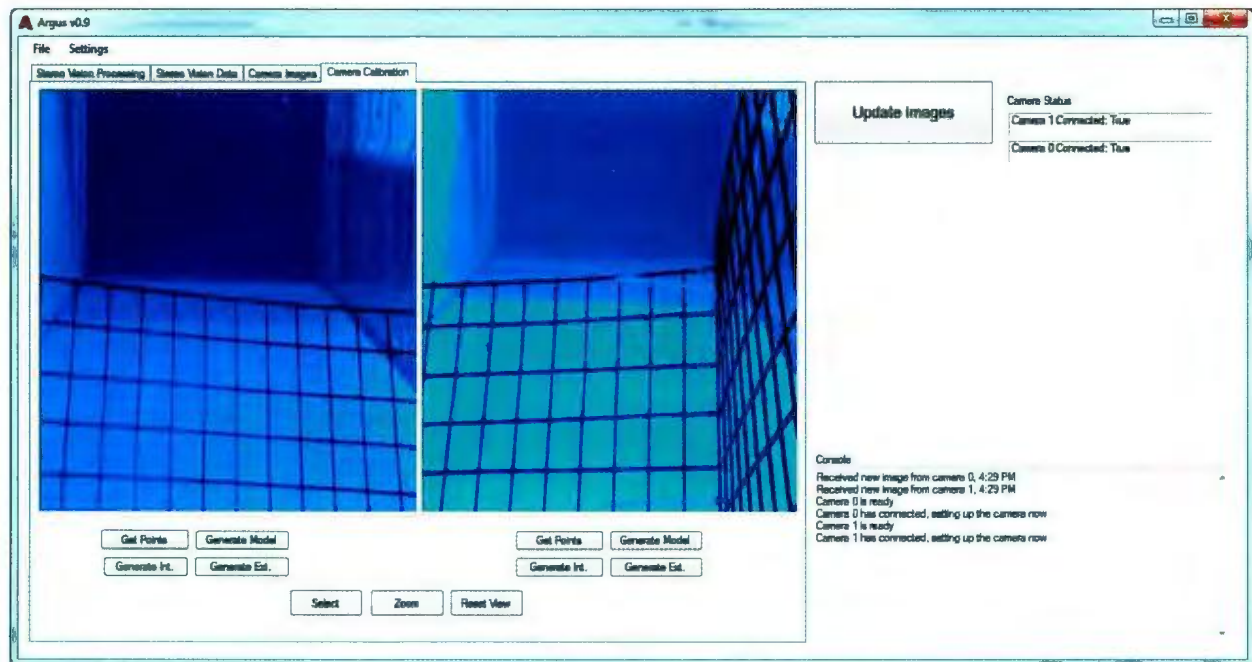 Argus v0.9
File Settings
Stereo Vision Processing Stereo Vision Data Camera Images Camera Calibration
Update Images
Camera Status
Camera 1 Connected: True
Camera 0 Connected: True
Console
Received new image from camera 0, 4:29 PM
Received new image from camera 1, 4:29 PM
Camera 0 is ready
Camera 0 has connected, setting up the camera now
Camera 1 is ready
Camera 1 has connected, setting up the camera now
Get Points Generate Model
Generate Int. Generate Ext.
Get Points Generate Model
Generate Int. Generate Ext.
Select Zoom Reset View